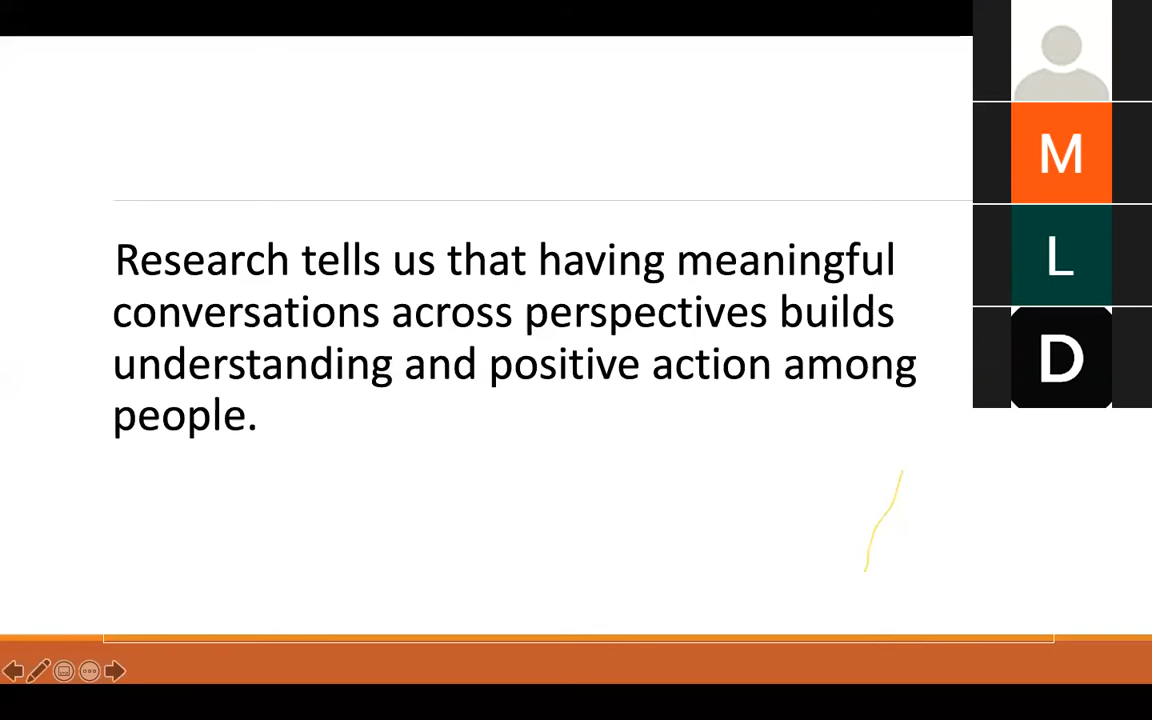 Research tells us that having meaningful
conversations across perspectives builds
understanding and positive action among
people.
M
L
D